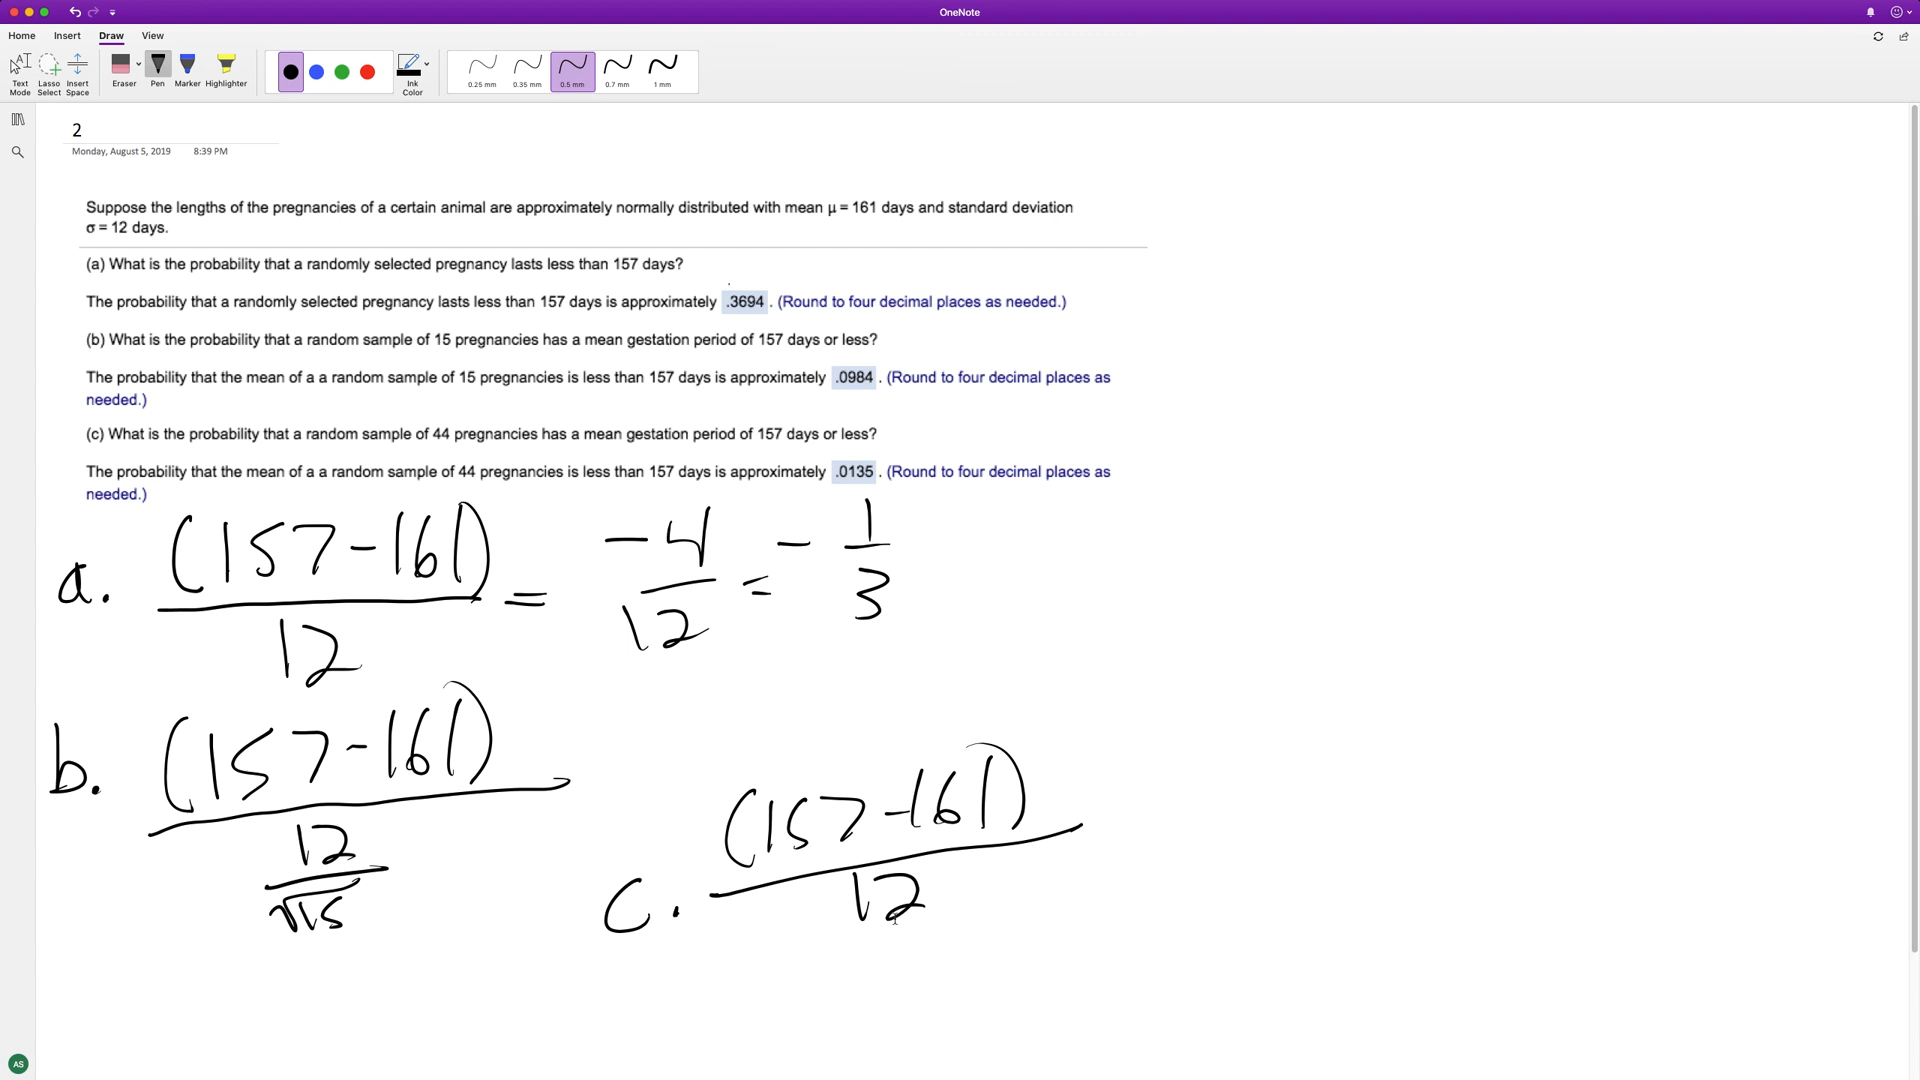 OneNote
Home Insert Draw View
Text Mode
Lasso Select
Insert Space
Eraser
Pen
Marker
Highlighter
Ink Color
0.25 mm
0.35 mm
0.5 mm
0.7 mm
1 mm
2
Monday, August 5, 2019 8:39 PM
Suppose the lengths of the pregnancies of a certain animal are approximately normally distributed with mean μ = 161 days and standard deviation
σ = 12 days.
(a) What is the probability that a randomly selected pregnancy lasts less than 157 days?
The probability that a randomly selected pregnancy lasts less than 157 days is approximately .3694 . (Round to four decimal places as needed.)
(b) What is the probability that a random sample of 15 pregnancies has a mean gestation period of 157 days or less?
The probability that the mean of a a random sample of 15 pregnancies is less than 157 days is approximately .0984 . (Round to four decimal places as
needed.)
(c) What is the probability that a random sample of 44 pregnancies has a mean gestation period of 157 days or less?
The probability that the mean of a a random sample of 44 pregnancies is less than 157 days is approximately .0135 . (Round to four decimal places as
needed.)
a. (157-161) / 12 = -4 / 12 = - 1 / 3
b. (157-161) / 12 / √15
c. (157-161) / 12
AS